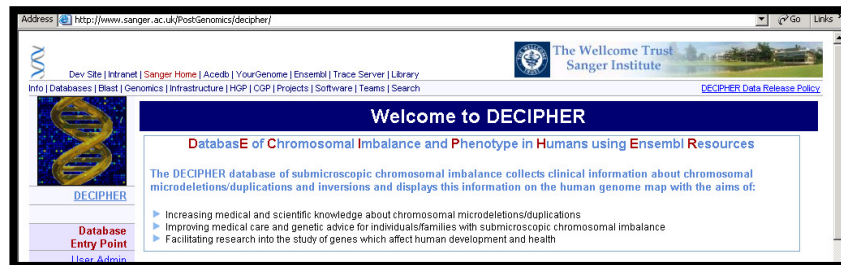 Address http://www.sanger.ac.uk/PostGenomics/decipher/ Go Links
The Wellcome Trust
Sanger Institute
Dev Site | Intranet | Sanger Home | Acedb | YourGenome | Ensembl | Trace Server | Library
Info | Databases | Blast | Genomics | Infrastructure | HGP | CGP | Projects | Software | Teams | Search DECIPHER Data Release Policy
Welcome to DECIPHER
DatabasE of Chromosomal Imbalance and Phenotype in Humans using Ensembl Resources
The DECIPHER database of submicroscopic chromosomal imbalance collects clinical information about chromosomal
microdeletions/duplications and inversions and displays this information on the human genome map with the aims of:
DECIPHER
Increasing medical and scientific knowledge about chromosomal microdeletions/duplications
Improving medical care and genetic advice for individuals/families with submicroscopic chromosomal imbalance
Facilitating research into the study of genes which affect human development and health
Database
Entry Point
User Admin